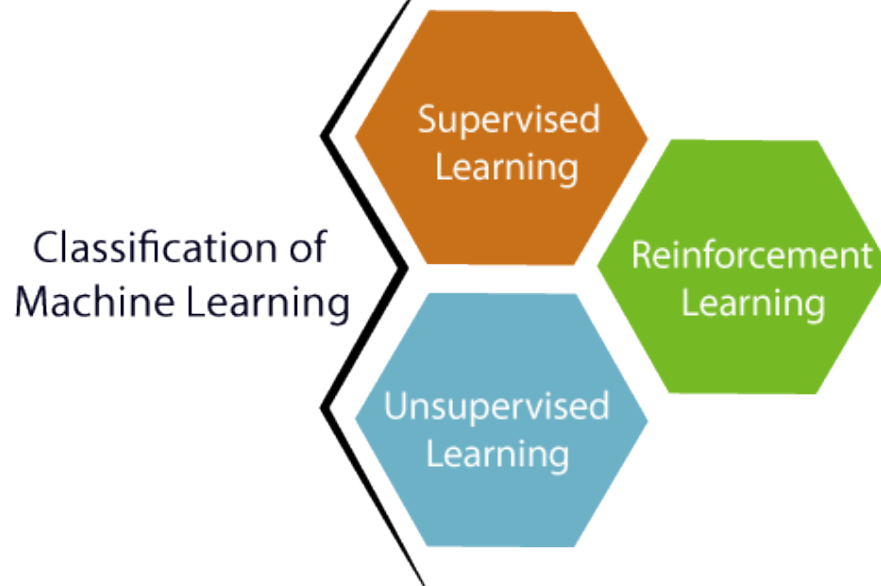 Classification of
Machine Learning
Supervised
Learning
Reinforcement
Learning
Unsupervised
Learning